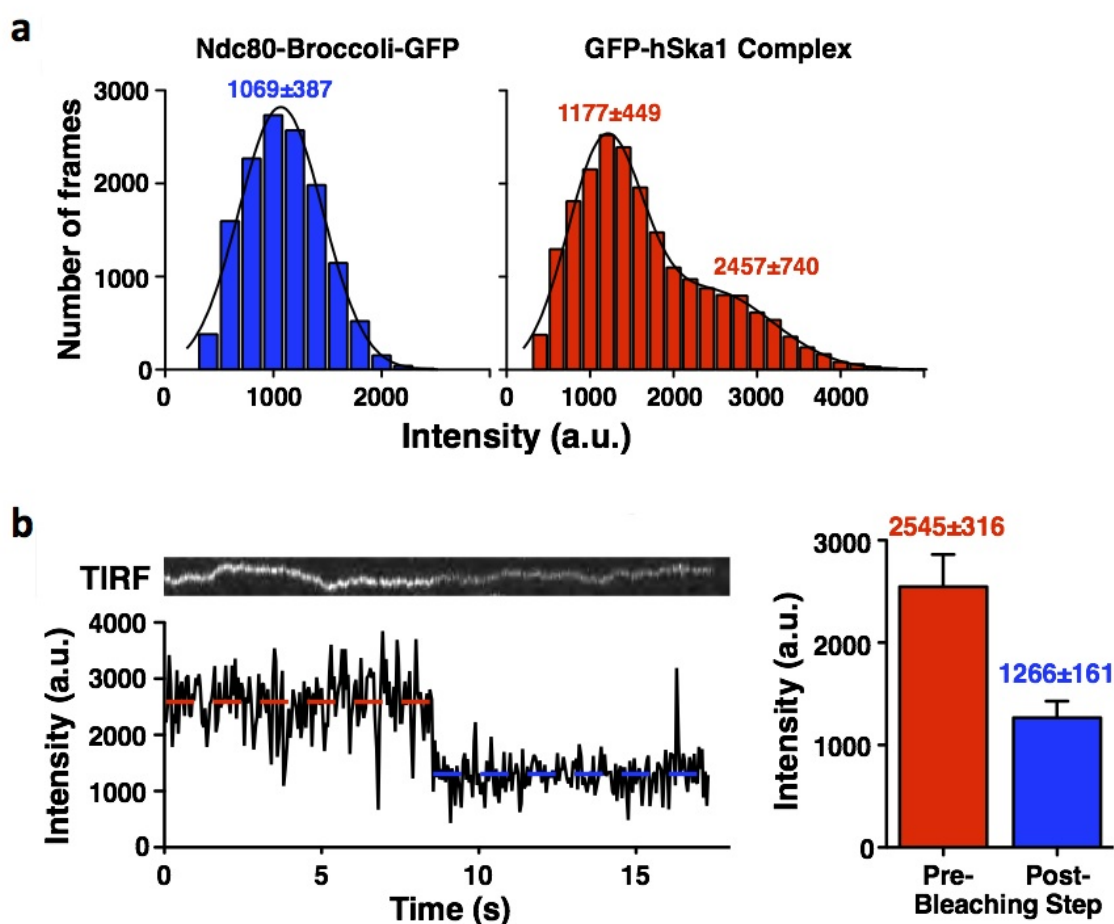 a
Ndc80-Broccoli-GFP
GFP-hSka1 Complex
1069±387
1177±449
2457±740
Number of frames
3000
2000
1000
0
0 1000 2000
0 1000 2000 3000 4000
Intensity (a.u.)
b
TIRF
Intensity (a.u.)
4000
3000
2000
1000
0
0 5 10 15
Time (s)
2545±316
1266±161
Intensity (a.u.)
3000
2000
1000
0
Pre- Post-
Bleaching Step